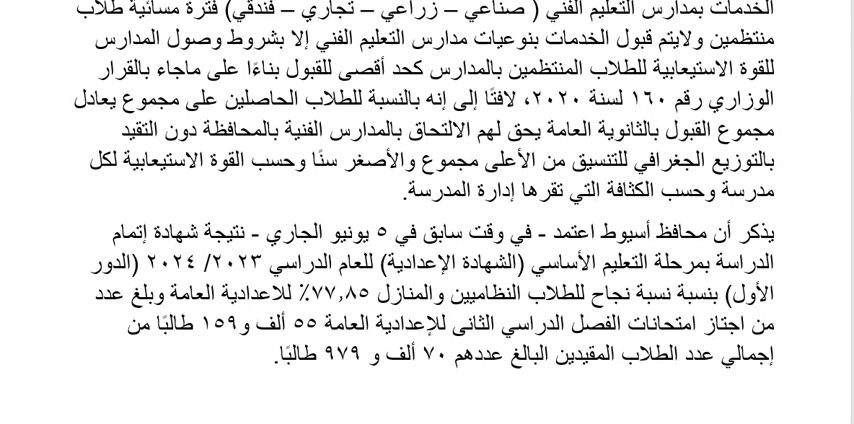 الخدمات بمدارس التعليم الفني ( صناعي – زراعي – تجاري – فندقي) فترة مسائية طلاب
منتظمين ولايتم قبول الخدمات بنوعيات مدارس التعليم الفني إلا بشروط وصول المدارس
للقوة الاستيعابية للطلاب المنتظمين بالمدارس كحد أقصى للقبول بناءًا على ماجاء بالقرار
الوزاري رقم ١٦٠ لسنة ٢٠٢٠، لافتًا إلى إنه بالنسبة للطلاب الحاصلين على مجموع يعادل
مجموع القبول بالثانوية العامة يحق لهم الالتحاق بالمدارس الفنية بالمحافظة دون التقيد
بالتوزيع الجغرافي للتنسيق من الأعلى مجموع والأصغر سنًا وحسب القوة الاستيعابية لكل
مدرسة وحسب الكثافة التي تقرها إدارة المدرسة.
يذكر أن محافظ أسيوط اعتمد - في وقت سابق في ٥ يونيو الجاري - نتيجة شهادة إتمام
الدراسة بمرحلة التعليم الأساسي (الشهادة الإعدادية) للعام الدراسي ٢٠٢٣/ ٢٠٢٤ (الدور
الأول) بنسبة نسبة نجاح للطلاب النظاميين والمنازل ٧٧,٨٥٪ للاعدادية العامة وبلغ عدد
من اجتاز امتحانات الفصل الدراسي الثانى للإعدادية العامة ٥٥ ألف و١٥٩ طالبًا من
إجمالي عدد الطلاب المقيدين البالغ عددهم ٧٠ ألف و ٩٧٩ طالبًا.